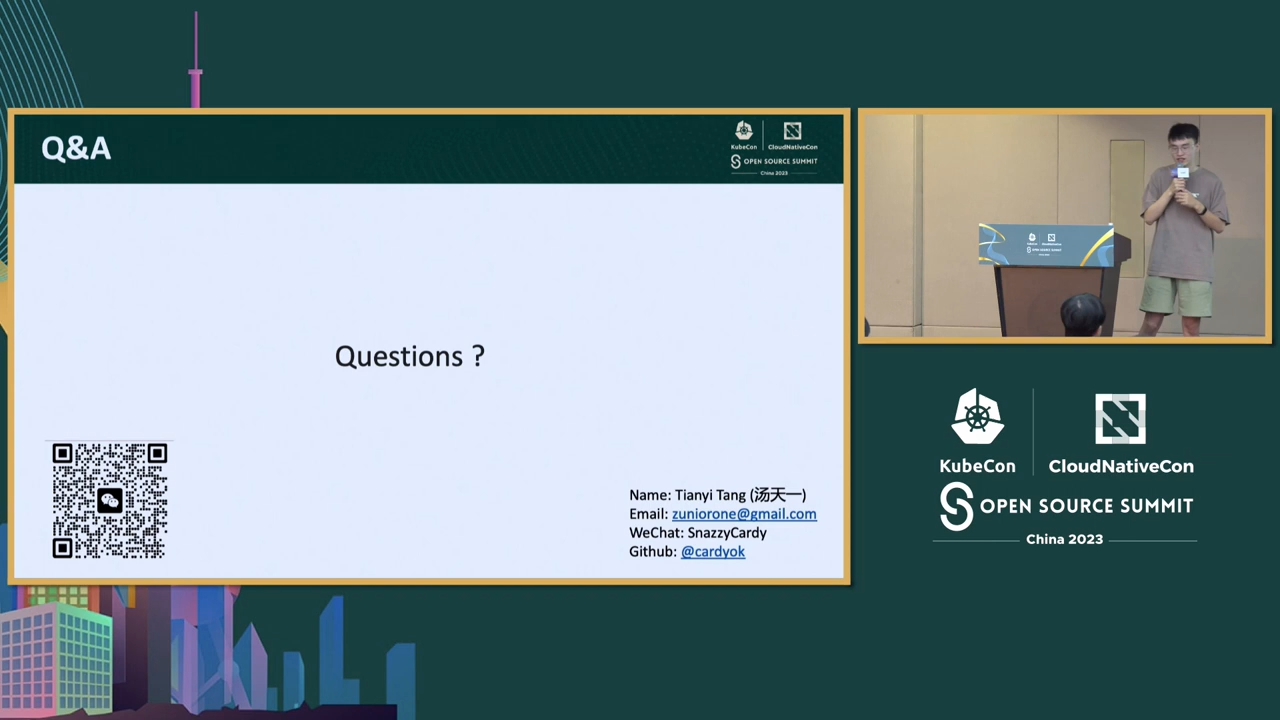 Q&A
KubeCon
CloudNativeCon
OPEN SOURCE SUMMIT
China 2023
Questions ?
Name: Tianyi Tang (汤天一)
Email: zuniorone@gmail.com
WeChat: SnazzyCardy
Github: @cardyok
KubeCon
CloudNativeCon
OPEN SOURCE SUMMIT
China 2023